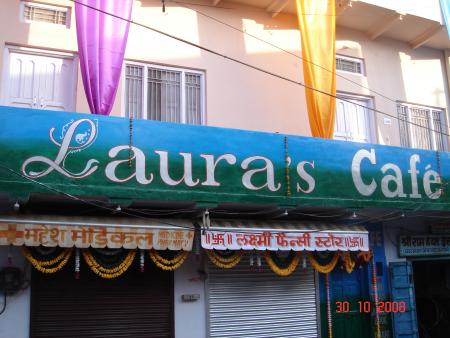 Laura's Café
महेश मेडिकल
लक्ष्मी फैन्सी स्टोर
30 10 2008